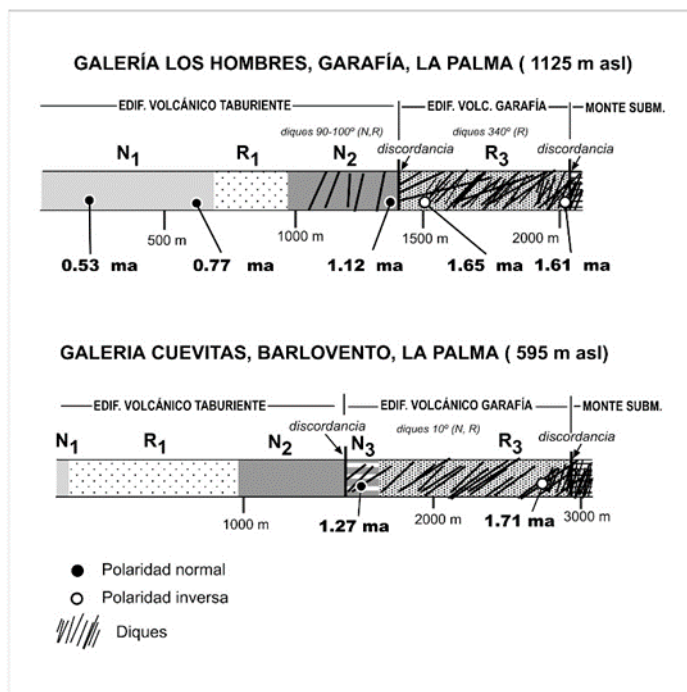 GALERÍA LOS HOMBRES, GARAFÍA, LA PALMA ( 1125 m asl)
EDIF. VOLCÁNICO TABURIENTE
EDIF. VOLC. GARAFÍA
MONTE SUBM.
diques 90-100º (N,R)
diques 340º (R)
discordancia
discordancia
N1
R1
N2
R3
500 m
1000 m
1500 m
2000 m
0.53 ma
0.77 ma
1.12 ma
1.65 ma
1.61 ma
GALERIA CUEVITAS, BARLOVENTO, LA PALMA ( 595 m asl)
EDIF. VOLCÁNICO TABURIENTE
EDIF. VOLCÁNICO GARAFÍA
MONTE SUBM.
discordancia
diques 10º (N, R)
discordancia
N1
R1
N2
N3
R3
1000 m
2000 m
3000 m
1.27 ma
1.71 ma
Polaridad normal
Polaridad inversa
Diques